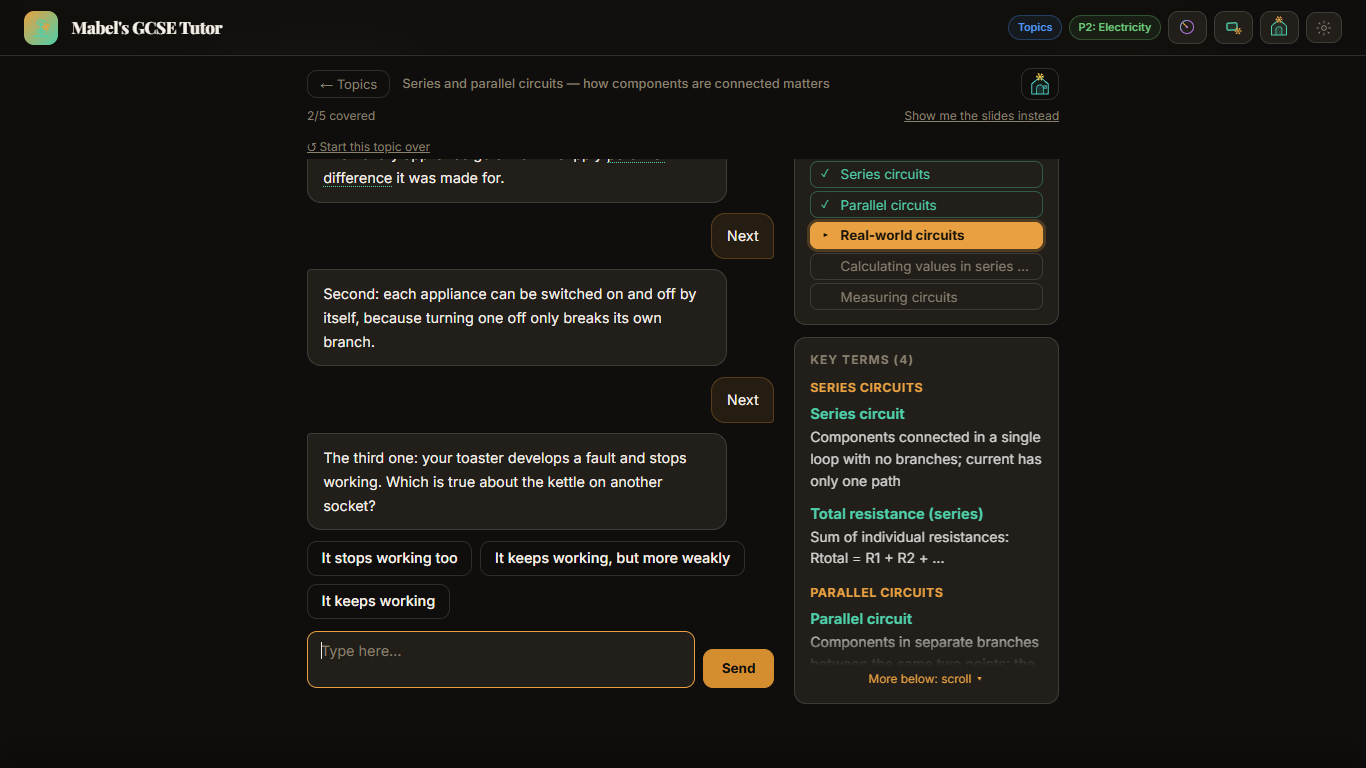 Mabel's GCSE Tutor
Topics
P2: Electricity
← Topics
Series and parallel circuits — how components are connected matters
2/5 covered
Show me the slides instead
↺ Start this topic over
difference it was made for.
Next
Second: each appliance can be switched on and off by
itself, because turning one off only breaks its own
branch.
Next
The third one: your toaster develops a fault and stops
working. Which is true about the kettle on another
socket?
It stops working too
It keeps working, but more weakly
It keeps working
Type here...
Send
✓ Series circuits
✓ Parallel circuits
▸ Real-world circuits
Calculating values in series ...
Measuring circuits
KEY TERMS (4)
SERIES CIRCUITS
Series circuit
Components connected in a single
loop with no branches; current has
only one path
Total resistance (series)
Sum of individual resistances:
Rtotal = R1 + R2 + ...
PARALLEL CIRCUITS
Parallel circuit
Components in separate branches
between the same two points; the
More below: scroll ▾